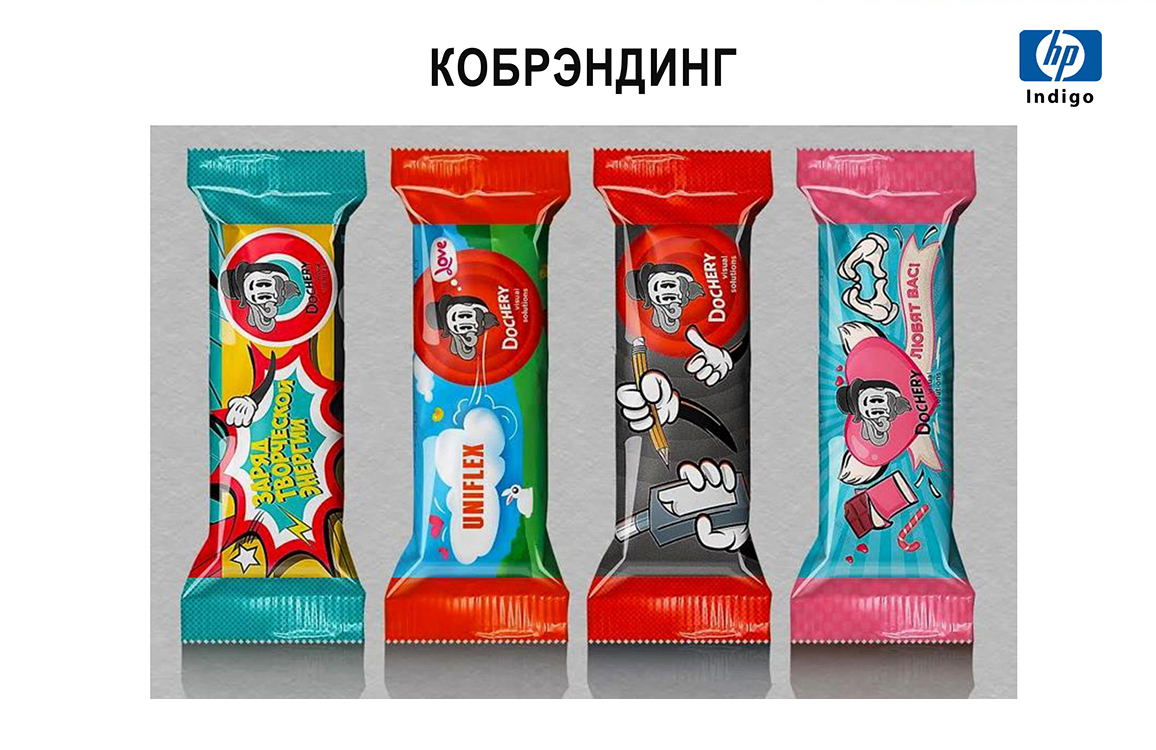 КОБРЭНДИНГ
hp
Indigo
DOCHERY
ЗАРЯД
ТВОРЧЕСКОЙ
ЭНЕРГИИ
Love
DOCHERY
visual
solutions
UNIFLEX
DOCHERY
visual
solutions
ЛЮБЯТ ВАС!
DOCHERY